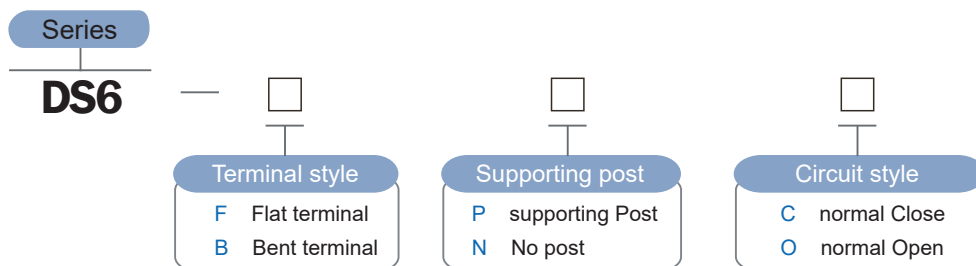 Series
DS6 — □ □ □
Terminal style Supporting post Circuit style
F Flat terminal P supporting Post C normal Close
B Bent terminal N No post O normal Open